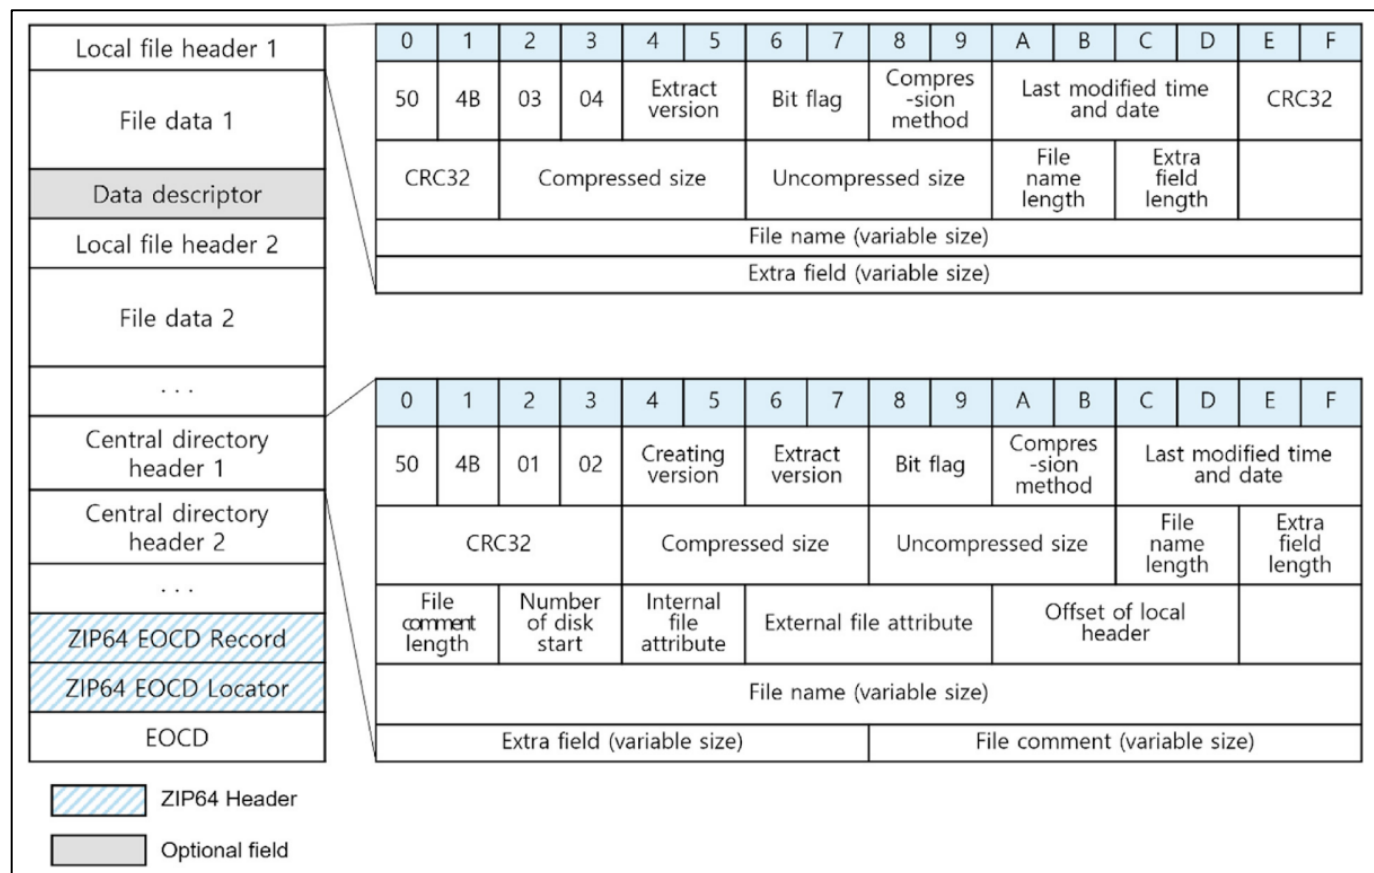 Local file header 1
File data 1
Data descriptor
Local file header 2
File data 2
. . .
Central directory
header 1
Central directory
header 2
. . .
ZIP64 EOCD Record
ZIP64 EOCD Locator
EOCD
ZIP64 Header
Optional field
0 1 2 3 4 5 6 7 8 9 A B C D E F
50 4B 03 04
Extract
version
Bit flag
Compres
-sion
method
Last modified time
and date
CRC32
CRC32
Compressed size
Uncompressed size
File
name
length
Extra
field
length
File name (variable size)
Extra field (variable size)
0 1 2 3 4 5 6 7 8 9 A B C D E F
50 4B 01 02
Creating
version
Extract
version
Bit flag
Compres
-sion
method
Last modified time
and date
CRC32
Compressed size
Uncompressed size
File
name
length
Extra
field
length
File
comment
length
Number
of disk
start
Internal
file
attribute
External file attribute
Offset of local
header
File name (variable size)
Extra field (variable size)
File comment (variable size)